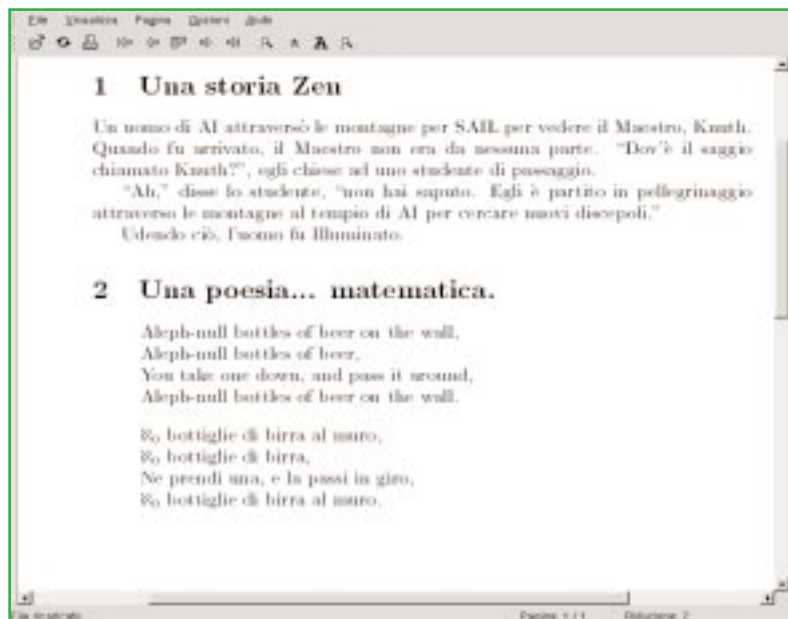 File Visualizza Pagina Opzioni Aiuto
1 Una storia Zen
Un uomo di AI attraversò le montagne per SAIL per vedere il Maestro, Knuth.
Quando fu arrivato, il Maestro non era da nessuna parte. “Dov'è il saggio
chiamato Knuth?”, egli chiese ad uno studente di passaggio.
“Ah,” disse lo studente, “non hai saputo. Egli è partito in pellegrinaggio
attraverso le montagne al tempio di AI per cercare nuovi discepoli.”
Udendo ciò, l'uomo fu Illuminato.
2 Una poesia... matematica.
Aleph-null bottles of beer on the wall,
Aleph-null bottles of beer,
You take one down, and pass it around,
Aleph-null bottles of beer on the wall.
ℵ₀ bottiglie di birra al muro,
ℵ₀ bottiglie di birra,
Ne prendi una, e la passi in giro,
ℵ₀ bottiglie di birra al muro.
File ricaricato. Pagina 1 / 1 Riduzione: 2